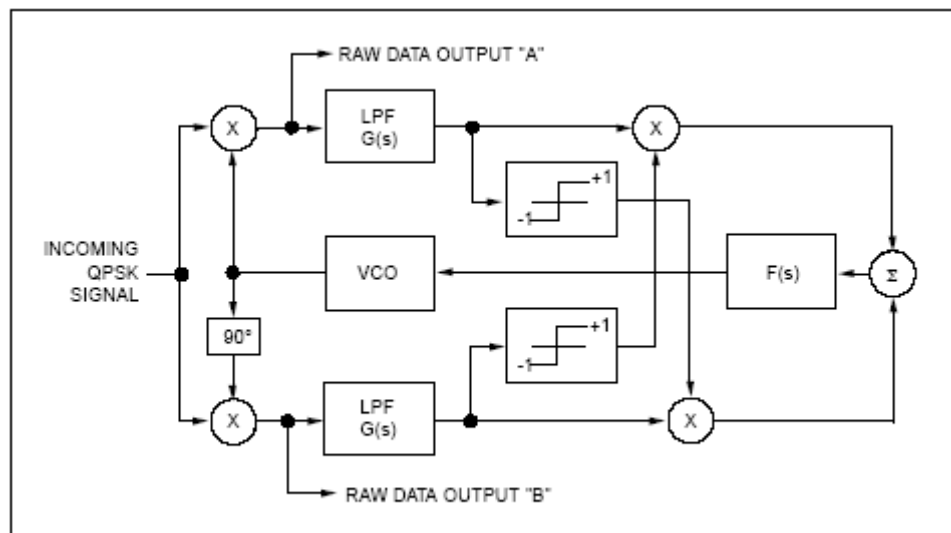 RAW DATA OUTPUT "A"
X
LPF
G(s)
X
+1
-1
INCOMING
QPSK
SIGNAL
VCO
F(s)
Σ
90°
+1
-1
X
LPF
G(s)
X
RAW DATA OUTPUT "B"